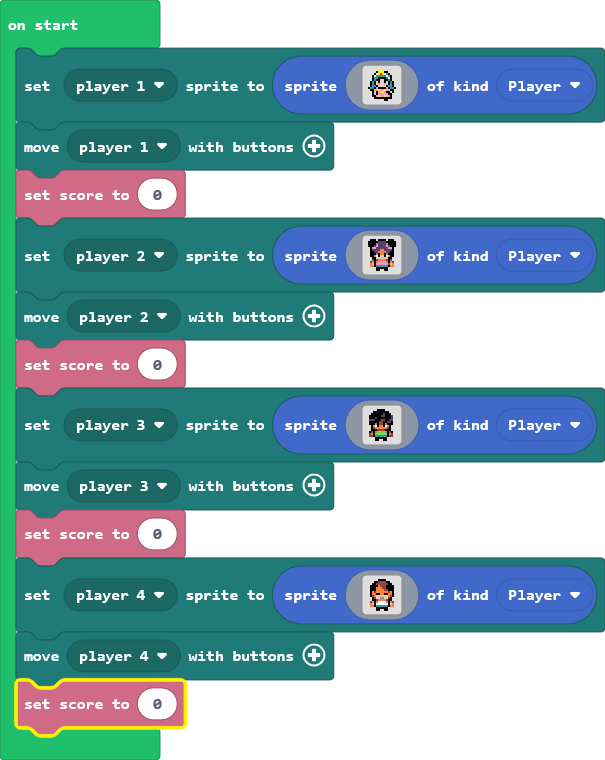 on start
set player 1 sprite to sprite of kind Player
move player 1 with buttons
set score to 0
set player 2 sprite to sprite of kind Player
move player 2 with buttons
set score to 0
set player 3 sprite to sprite of kind Player
move player 3 with buttons
set score to 0
set player 4 sprite to sprite of kind Player
move player 4 with buttons
set score to 0